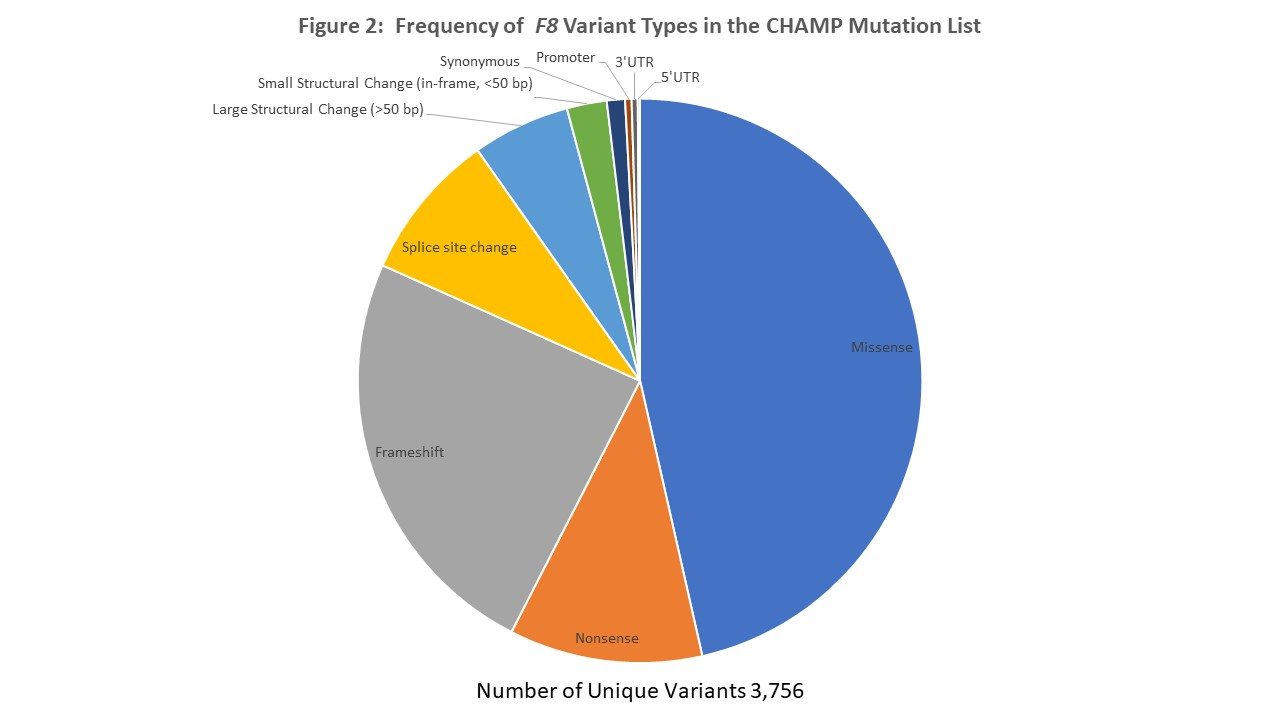 Figure 2: Frequency of F8 Variant Types in the CHAMP Mutation List
Synonymous
Promoter
3'UTR
5'UTR
Small Structural Change (in-frame, <50 bp)
Large Structural Change (>50 bp)
Splice site change
Missense
Frameshift
Nonsense
Number of Unique Variants 3,756